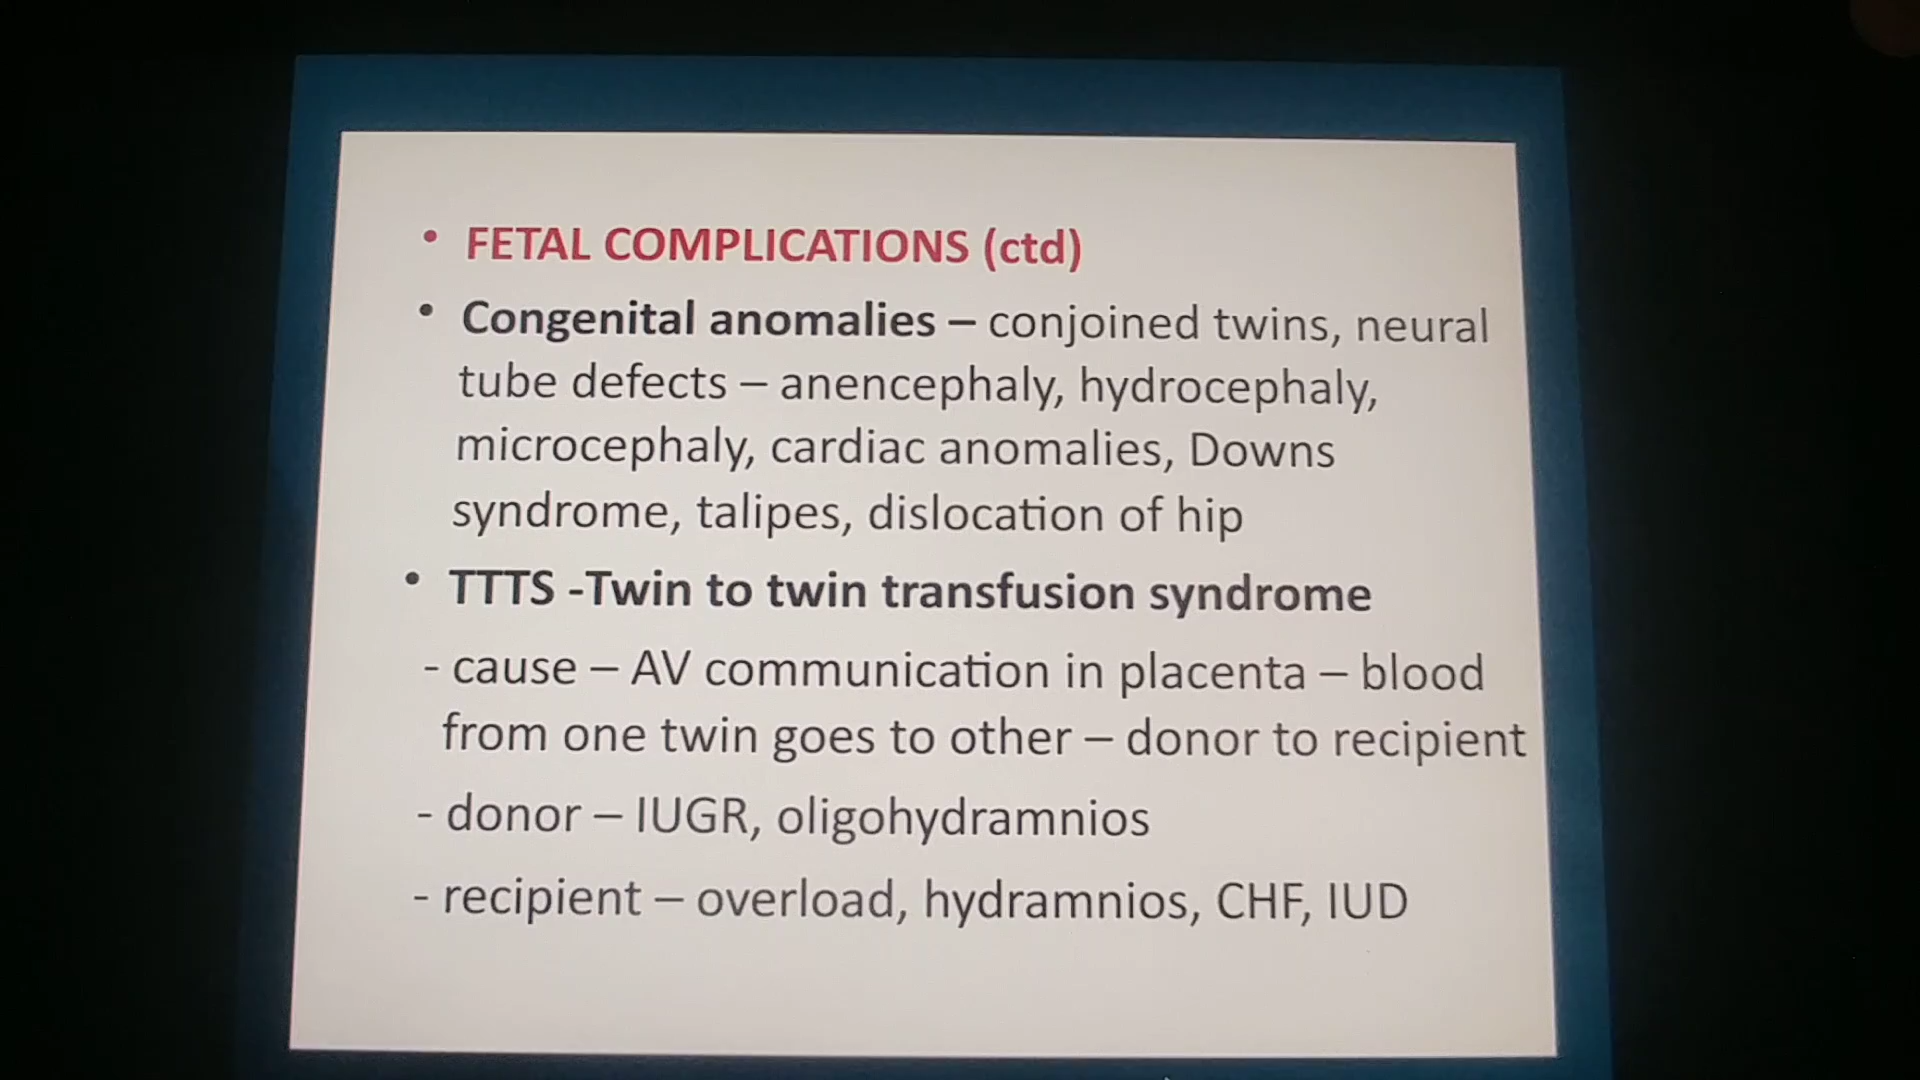 • FETAL COMPLICATIONS (ctd)
• Congenital anomalies – conjoined twins, neural
tube defects – anencephaly, hydrocephaly,
microcephaly, cardiac anomalies, Downs
syndrome, talipes, dislocation of hip
• TTTS -Twin to twin transfusion syndrome
- cause – AV communication in placenta – blood
from one twin goes to other – donor to recipient
- donor – IUGR, oligohydramnios
- recipient – overload, hydramnios, CHF, IUD